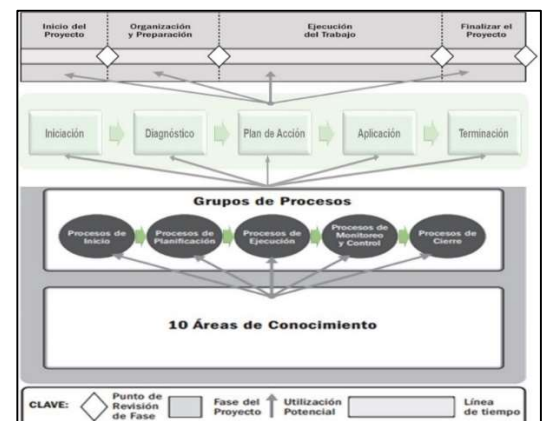 Inicio del
Proyecto
Organización
y Preparación
Ejecución
del Trabajo
Finalizar el
Proyecto
Iniciación
Diagnóstico
Plan de Acción
Aplicación
Terminación
Grupos de Procesos
Procesos de
Inicio
Procesos de
Planificación
Procesos de
Ejecución
Procesos de
Monitoreo
y Control
Procesos de
Cierre
10 Áreas de Conocimiento
CLAVE:
Punto de
Revisión
de Fase
Fase del
Proyecto
Utilización
Potencial
Línea
de tiempo